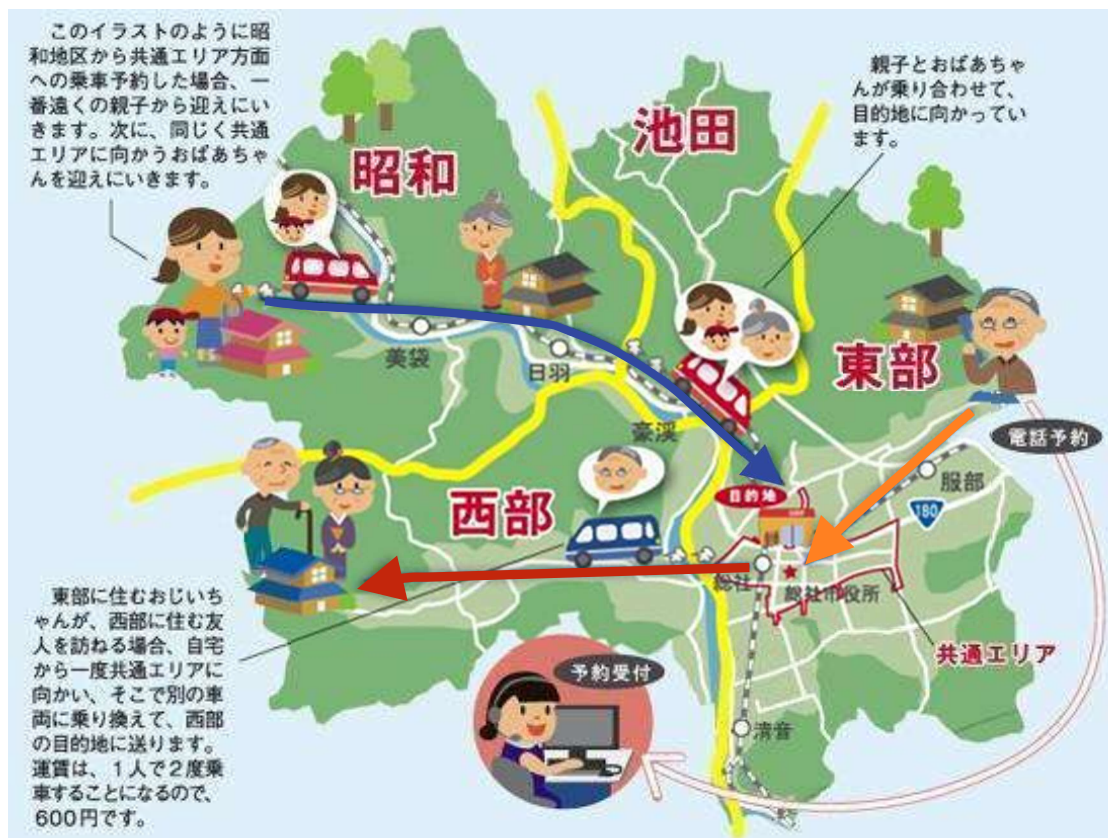 このイラストのように昭
和地区から共通エリア方面
への乗車予約した場合、一
番遠くの親子から迎えにい
きます。次に、同じく共通
エリアに向かうおばあちゃ
んを迎えにいきます。
親子とおばあちゃ
んが乗り合わせて、
目的地に向かってい
ます。
池田
昭和
東部
美袋
日羽
豪渓
電話予約
服部
180
目的地
西部
総社
総社市役所
共通エリア
東部に住むおじいち
ゃんが、西部に住む友
人を訪ねる場合、自宅
から一度共通エリアに
向かい、そこで別の車
両に乗り換えて、西部
の目的地に送ります。
運賃は、1人で2度乗
車することになるので、
600円です。
予約受付
清音